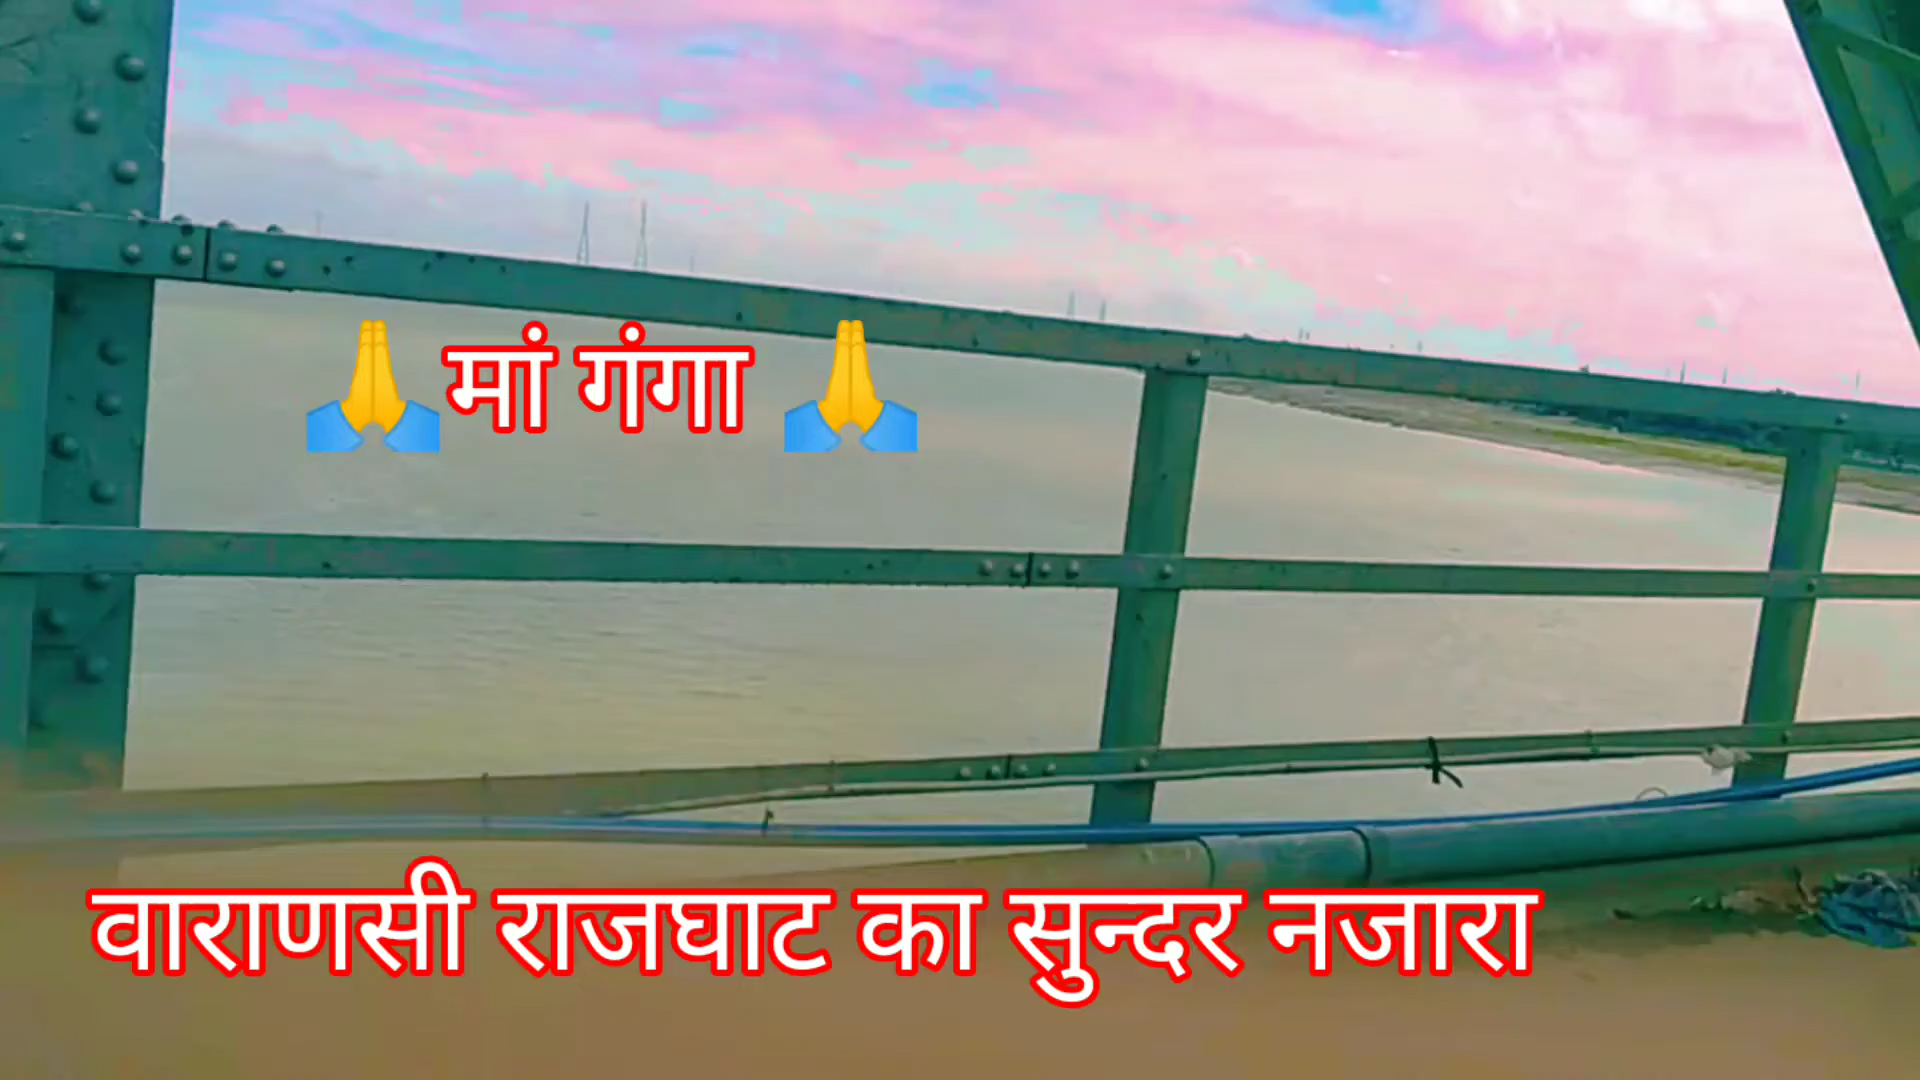 🙏मां गंगा 🙏
वाराणसी राजघाट का सुन्दर नजारा